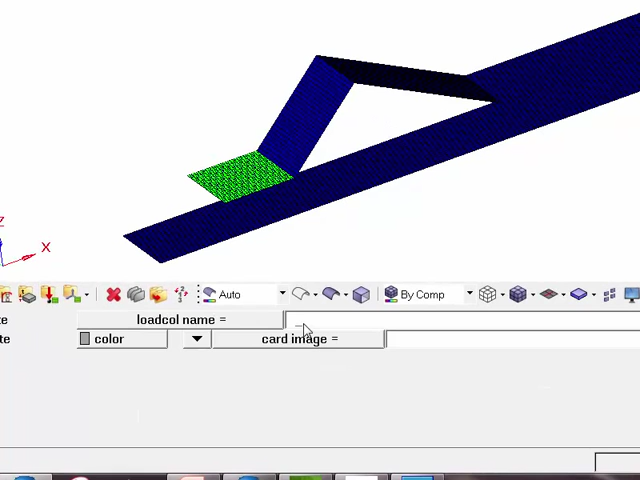 Z
X
Auto
By Comp
te
loadcol name =
te
color
card image =